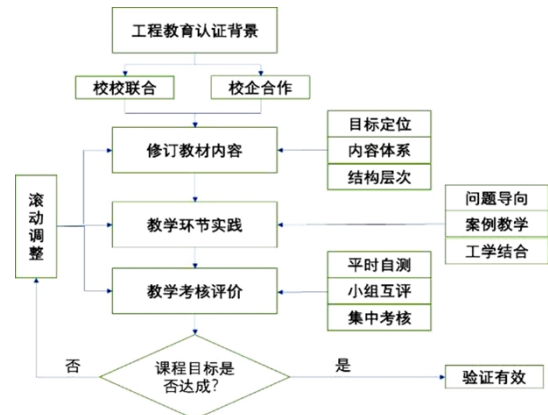 工程教育认证背景
校校联合
校企合作
修订教材内容
目标定位
内容体系
结构层次
滚动
调整
教学环节实践
问题导向
案例教学
工学结合
教学考核评价
平时自测
小组互评
集中考核
否
课程目标是
否达成?
是
验证有效